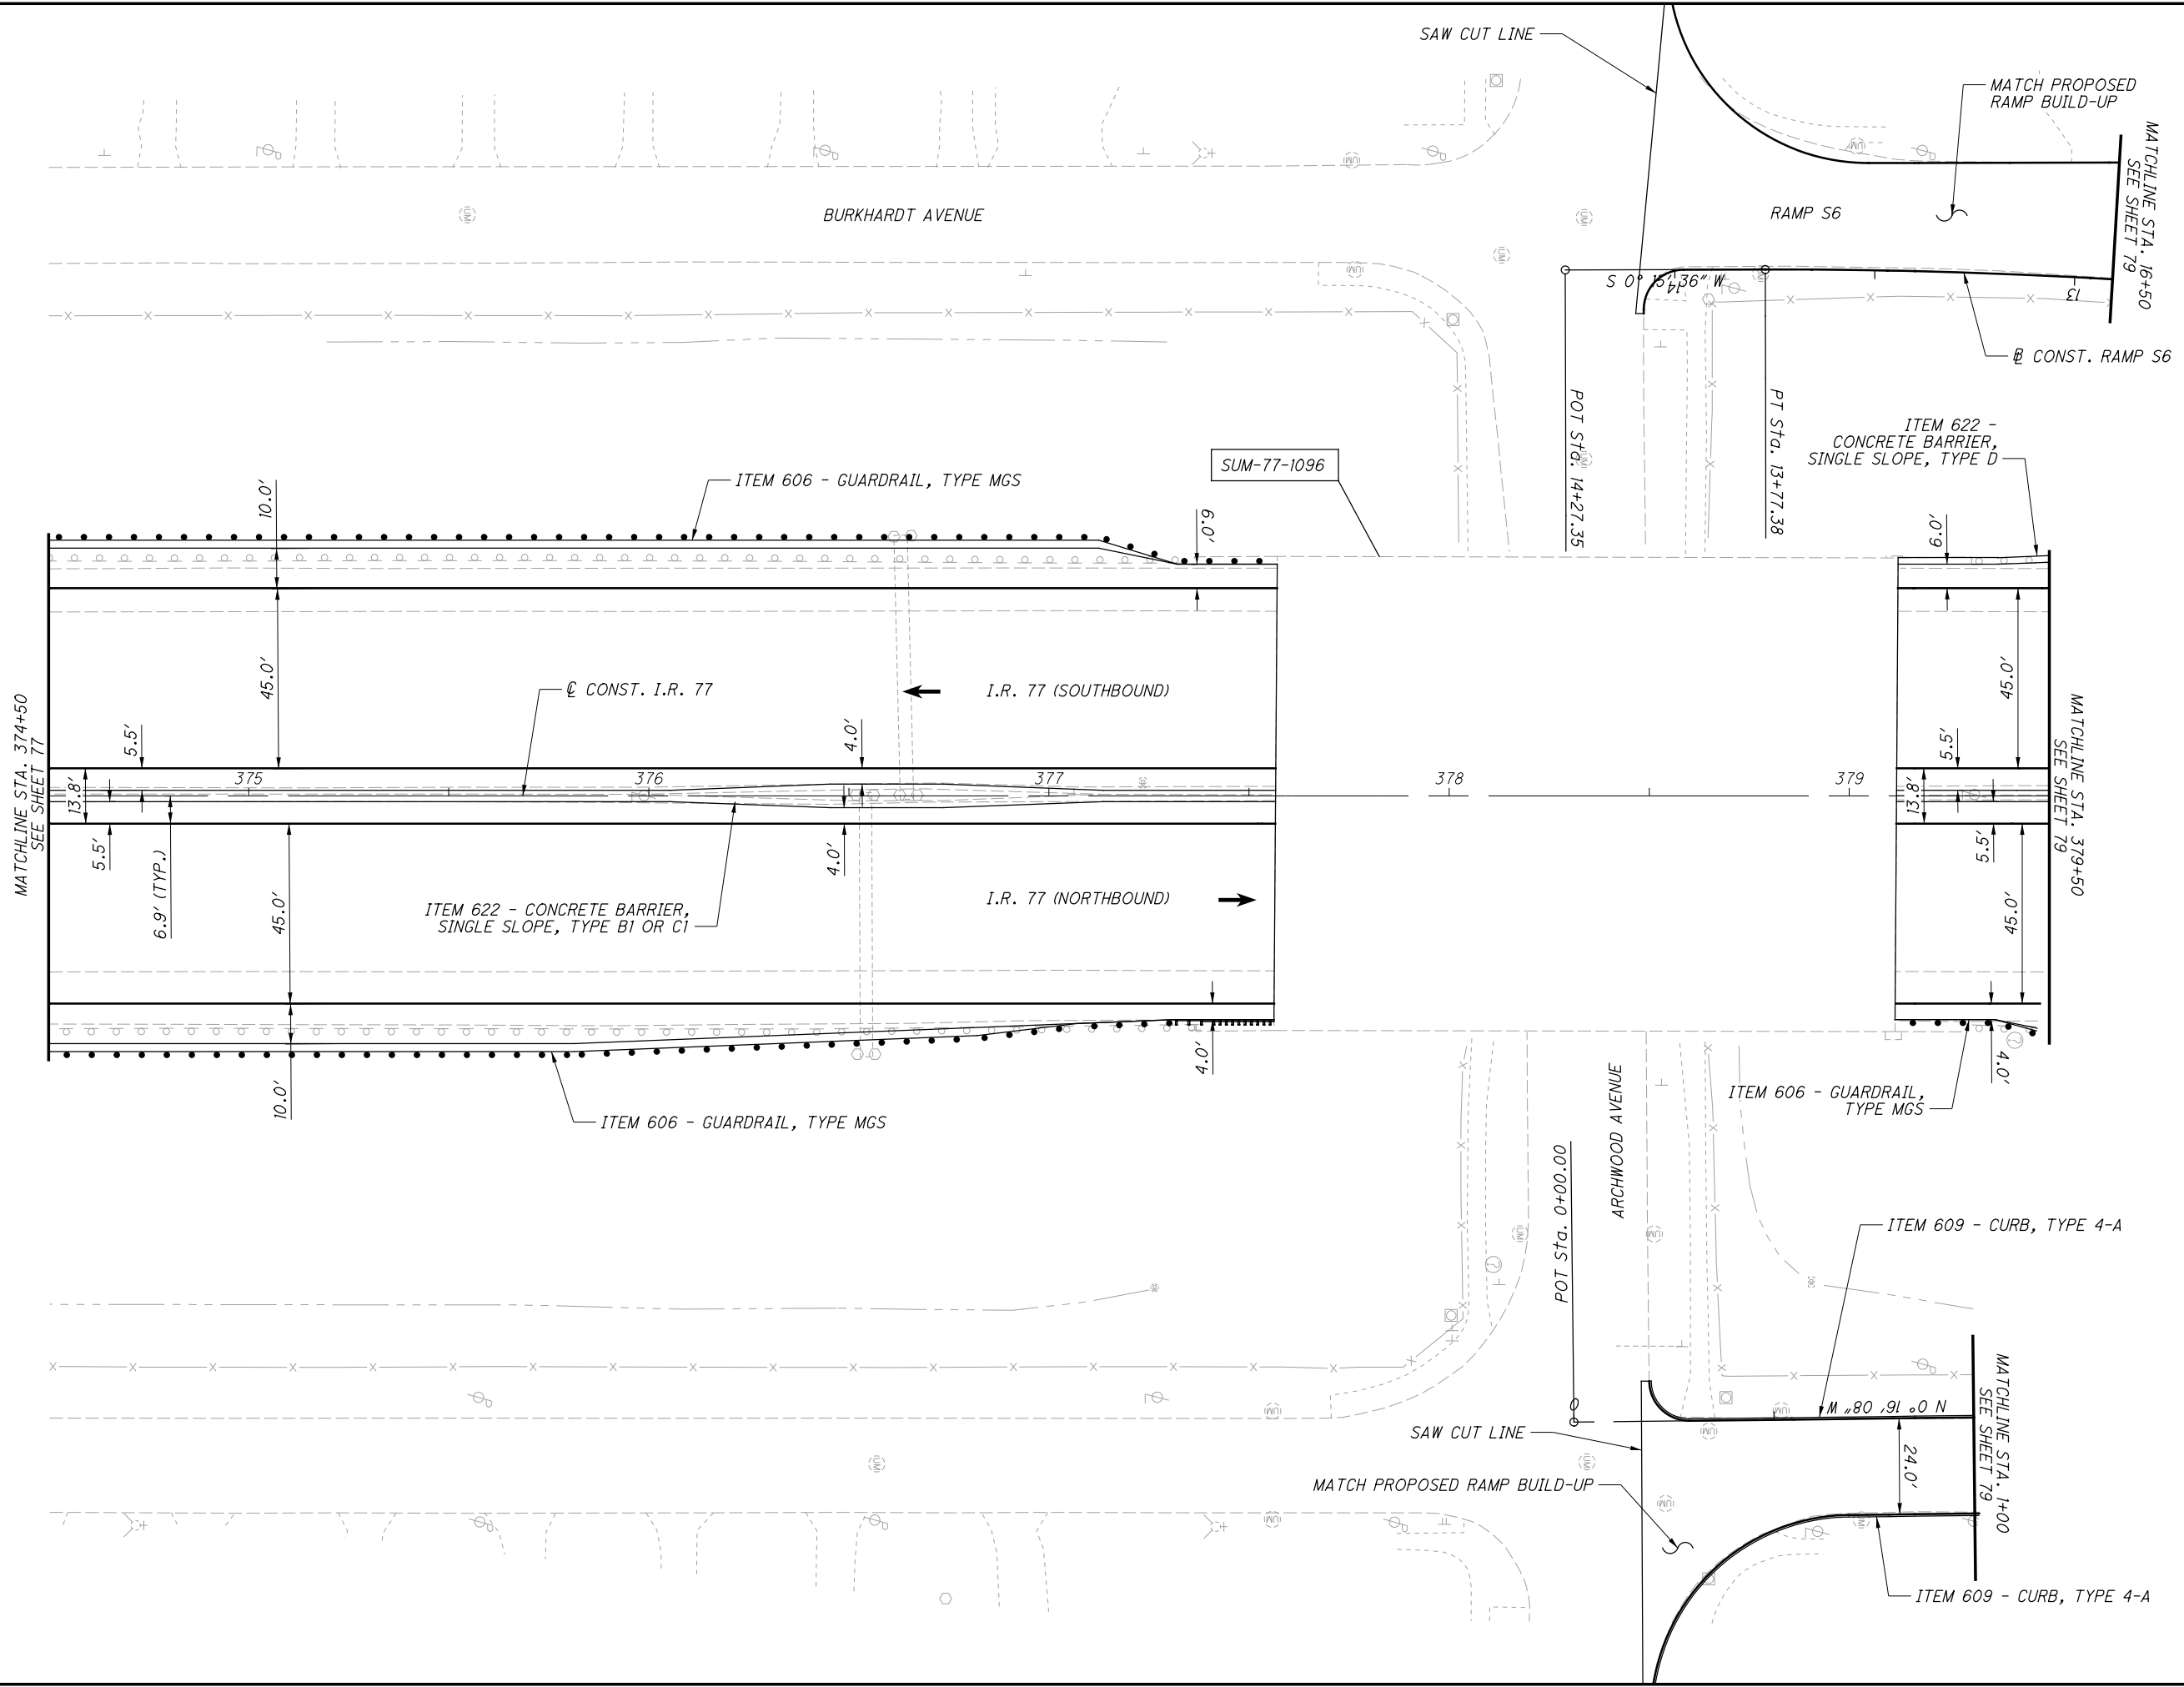 SAW CUT LINE
MATCH PROPOSED
RAMP BUILD-UP
MATCHLINE STA. 16+50
SEE SHEET 79
BURKHARDT AVENUE
RAMP S6
S 0° 15' 36" W
14
13
℄ CONST. RAMP S6
POT Sta. 14+27.35
PT Sta. 13+77.38
ITEM 622 -
CONCRETE BARRIER,
SINGLE SLOPE, TYPE D
SUM-77-1096
ITEM 606 - GUARDRAIL, TYPE MGS
10.0'
6.0'
6.0'
45.0'
℄ CONST. I.R. 77
I.R. 77 (SOUTHBOUND)
45.0'
MATCHLINE STA. 374+50
SEE SHEET 77
5.5'
4.0'
5.5'
MATCHLINE STA. 379+50
SEE SHEET 79
13.8'
375
376
377
378
379
13.8'
5.5'
6.9' (TYP.)
4.0'
5.5'
45.0'
ITEM 622 - CONCRETE BARRIER,
SINGLE SLOPE, TYPE B1 OR C1
I.R. 77 (NORTHBOUND)
45.0'
10.0'
4.0'
4.0'
ITEM 606 - GUARDRAIL, TYPE MGS
ITEM 606 - GUARDRAIL,
TYPE MGS
ARCHWOOD AVENUE
POT Sta. 0+00.00
ITEM 609 - CURB, TYPE 4-A
0
N 0° 16' 08" W
MATCHLINE STA. 1+00
SEE SHEET 79
SAW CUT LINE
24.0'
MATCH PROPOSED RAMP BUILD-UP
ITEM 609 - CURB, TYPE 4-A